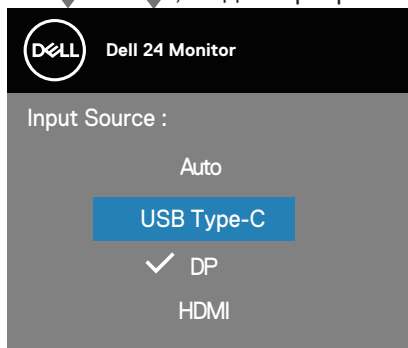 DELL Dell 24 Monitor
Input Source :
Auto
USB Type-C
DP
HDMI